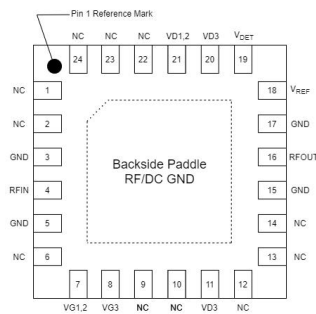 Pin 1 Reference Mark
NC NC NC VD1,2 VD3 VDET
24 23 22 21 20 19
NC 1
NC 2
GND 3
RFIN 4
GND 5
NC 6
Backside Paddle
RF/DC GND
18 VREF
17 GND
16 RFOUT
15 GND
14 NC
13 NC
7 8 9 10 11 12
VG1,2 VG3 NC NC VD3 NC